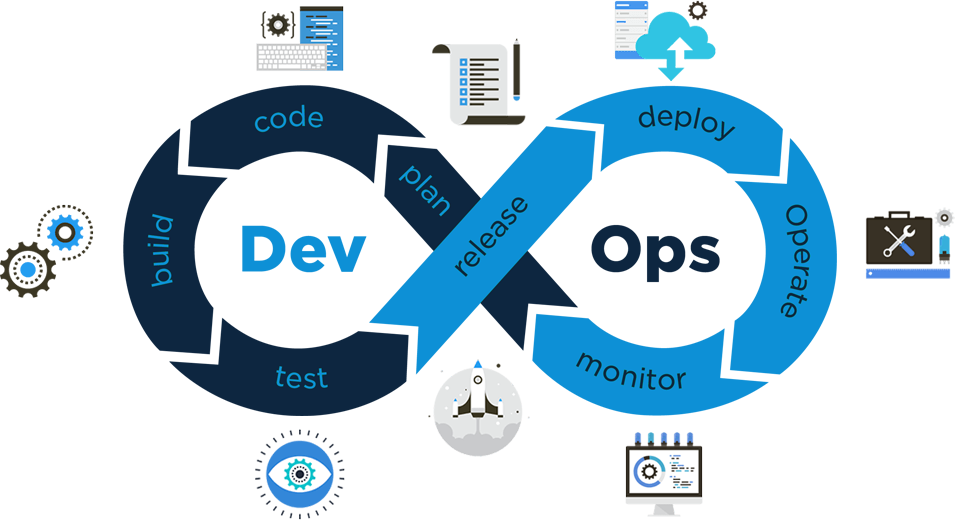 code
plan
build
Dev
test
release
deploy
Operate
Ops
monitor